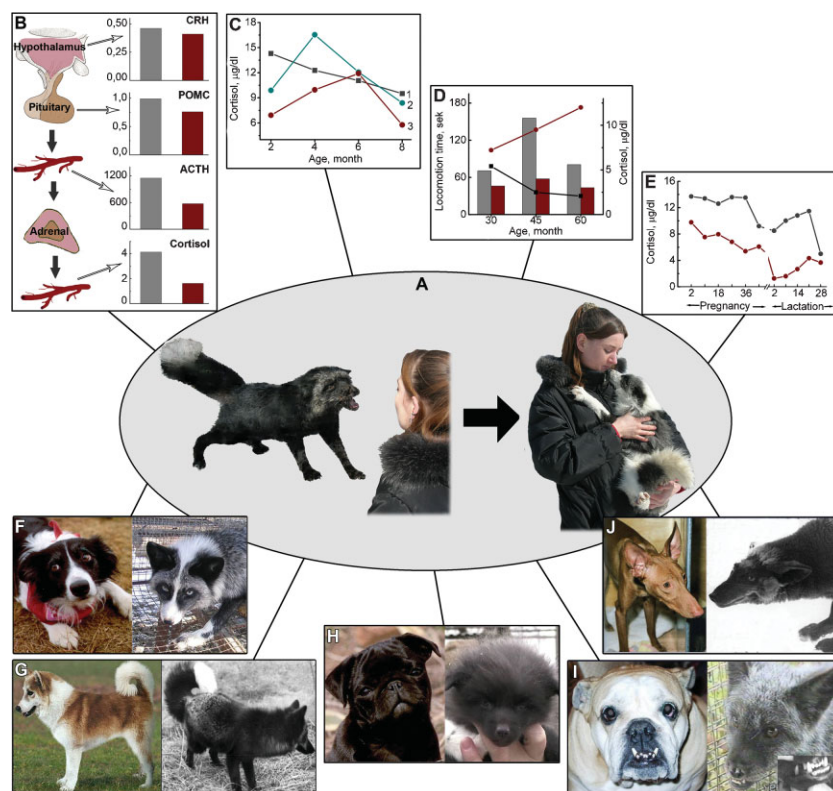 B
Hypothalamus
Pituitary
Adrenal
CRH
0,50
0,25
0,00
POMC
1,0
0,5
0,0
ACTH
1200
600
0
Cortisol
4
2
0
C
Cortisol, µg/dl
18
15
12
9
6
1
2
3
2 4 6 8
Age, month
D
Locomotion time, sek
180
120
60
0
Cortisol, µg/dl
10
5
0
30 45 60
Age, month
E
Cortisol, µg/dl
16
12
8
4
0
2 18 36 2 14 28
Pregnancy
Lactation
A
F
G
H
J
I